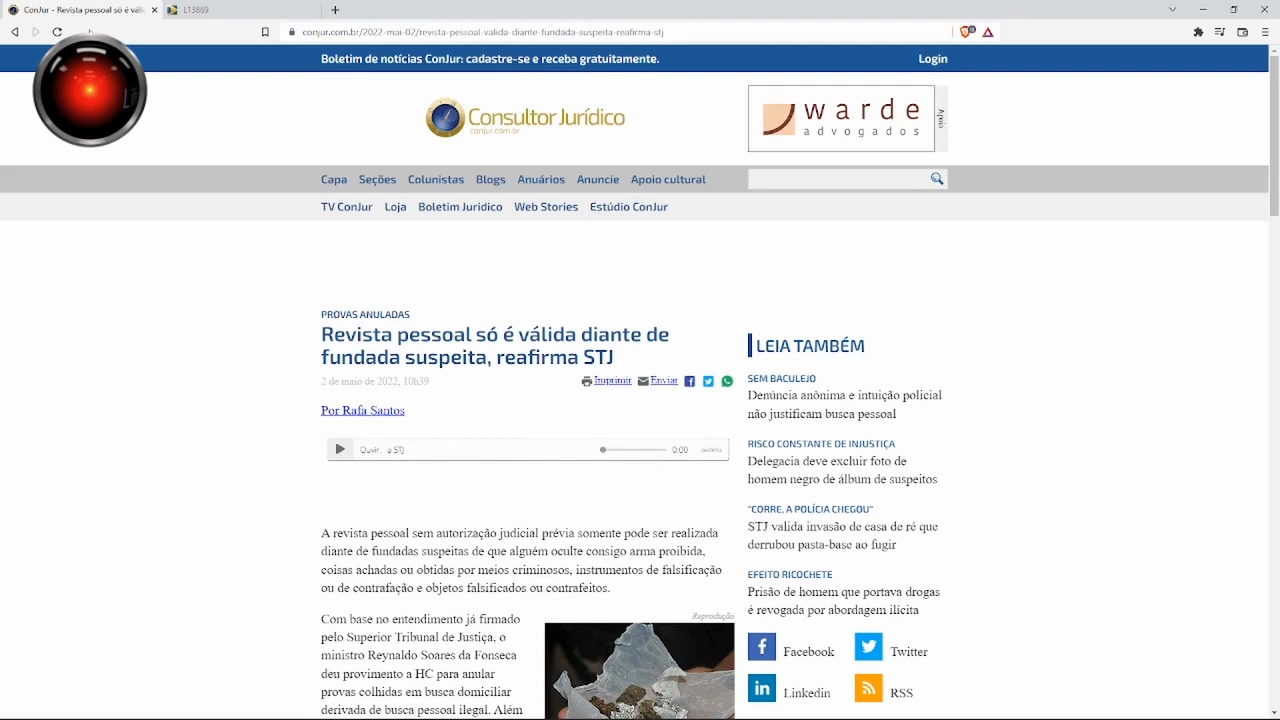 ConJur - Revista pessoal só é váli
L13869
conjur.com.br/2022-mai-02/revista-pessoal-valida-diante-fundada-suspeita-reafirma-stj
Boletim de notícias ConJur: cadastre-se e receba gratuitamente.
Login
Consultor Jurídico
conjur.com.br
warde
advogados
Apoio
Capa Seções Colunistas Blogs Anuários Anuncie Apoio cultural
TV ConJur Loja Boletim Juridico Web Stories Estúdio ConJur
PROVAS ANULADAS
Revista pessoal só é válida diante de
fundada suspeita, reafirma STJ
2 de maio de 2022, 10h39
Imprimir Enviar
Por Rafa Santos
Ouvir: a STJ
0:00
audima
A revista pessoal sem autorização judicial prévia somente pode ser realizada
diante de fundadas suspeitas de que alguém oculte consigo arma proibida,
coisas achadas ou obtidas por meios criminosos, instrumentos de falsificação
ou de contrafação e objetos falsificados ou contrafeitos.
Reprodução
Com base no entendimento já firmado
pelo Superior Tribunal de Justiça, o
ministro Reynaldo Soares da Fonseca
deu provimento a HC para anular
provas colhidas em busca domiciliar
derivada de busca pessoal ilegal. Além
LEIA TAMBÉM
SEM BACULEJO
Denúncia anônima e intuição policial
não justificam busca pessoal
RISCO CONSTANTE DE INJUSTIÇA
Delegacia deve excluir foto de
homem negro de álbum de suspeitos
"CORRE, A POLÍCIA CHEGOU"
STJ valida invasão de casa de ré que
derrubou pasta-base ao fugir
EFEITO RICOCHETE
Prisão de homem que portava drogas
é revogada por abordagem ilícita
Facebook
Twitter
Linkedin
RSS